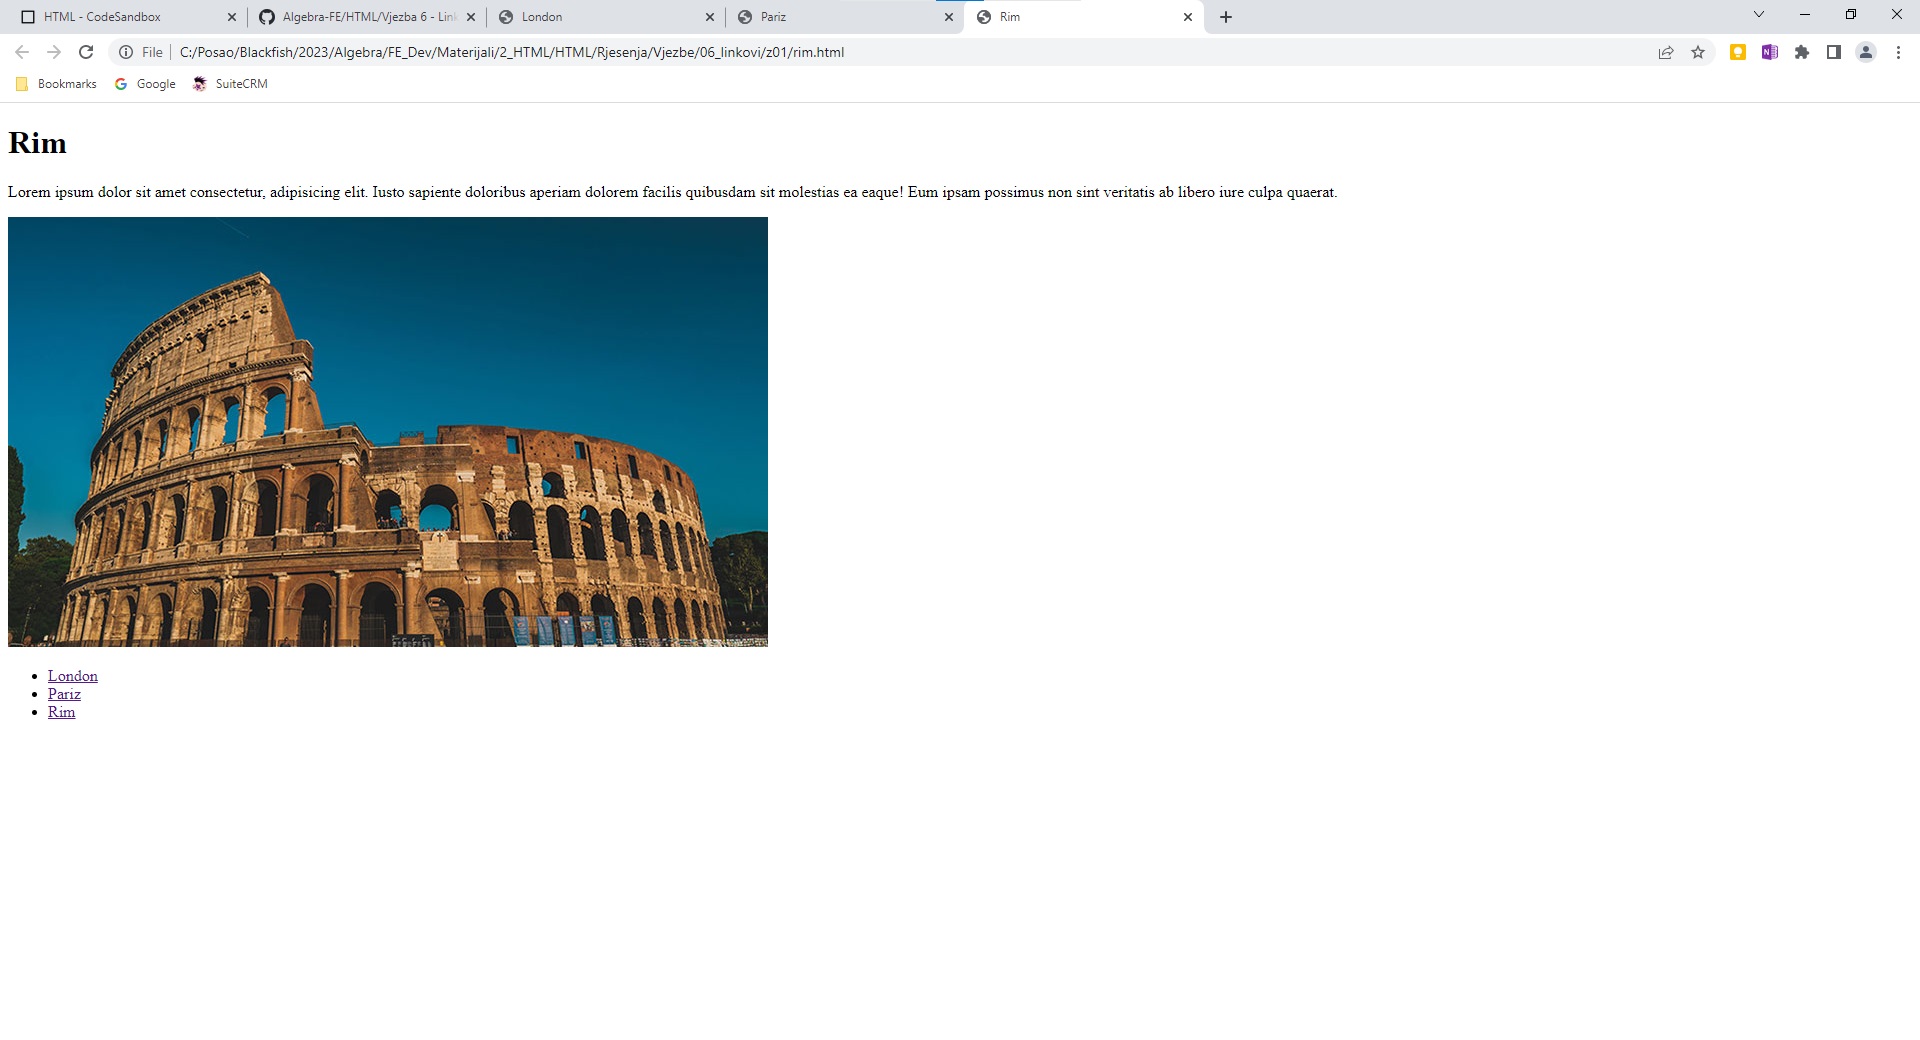 HTML - CodeSandbox
Algebra-FE/HTML/Vjezba 6 - Link
London
Pariz
Rim
File
C:/Posao/Blackfish/2023/Algebra/FE_Dev/Materijali/2_HTML/HTML/Rjesenja/Vjezbe/06_linkovi/z01/rim.html
Bookmarks
Google
SuiteCRM
Rim
Lorem ipsum dolor sit amet consectetur, adipisicing elit. Iusto sapiente doloribus aperiam dolorem facilis quibusdam sit molestias ea eaque! Eum ipsam possimus non sint veritatis ab libero iure culpa quaerat.
London
Pariz
Rim